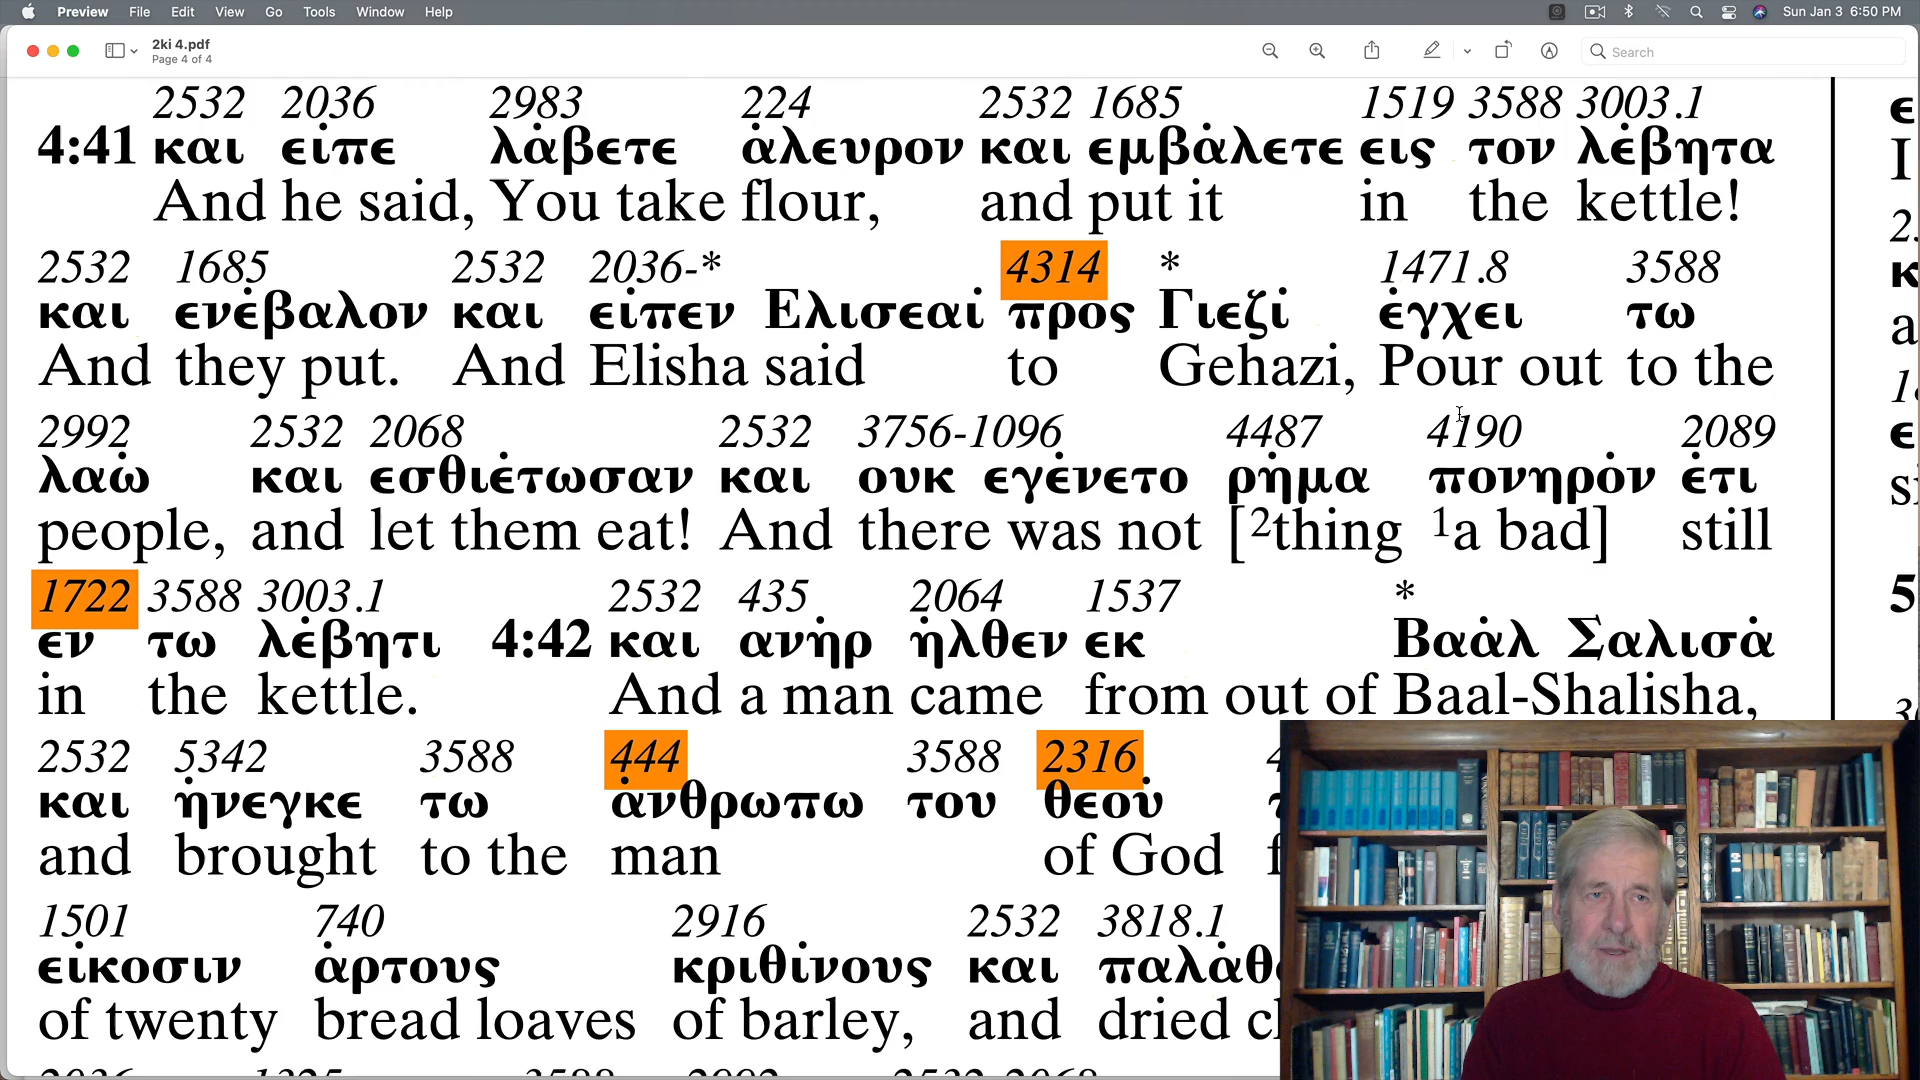 Preview File Edit View Go Tools Window Help Sun Jan 3 6:50 PM
2ki 4.pdf
Page 4 of 4
Search
2532 2036 2983 224 2532 1685 1519 3588 3003.1
4:41 και είπε λάβετε άλευρον και εμβάλετε εις τον λέβητα
And he said, You take flour, and put it in the kettle!
2532 1685 2532 2036-* 4314 * 1471.8 3588
και ενέβαλον και είπεν Ελισεαί προς Γιεζί έγχει τω
And they put. And Elisha said to Gehazi, Pour out to the
2992 2532 2068 2532 3756-1096 4487 4190 2089
λαώ και εσθιέτωσαν και ουκ εγένετο ρήμα πονηρόν έτι
people, and let them eat! And there was not [2thing 1a bad] still
1722 3588 3003.1 2532 435 2064 1537 *
εν τω λέβητι 4:42 και ανήρ ήλθεν εκ Βαάλ Σαλισά
in the kettle. And a man came from out of Baal-Shalisha,
2532 5342 3588 444 3588 2316
και ήνεγκε τω άνθρωπω του θεού
and brought to the man of God
1501 740 2916 2532 3818.1
είκοσιν άρτους κριθίνους και
of twenty bread loaves of barley, and dried